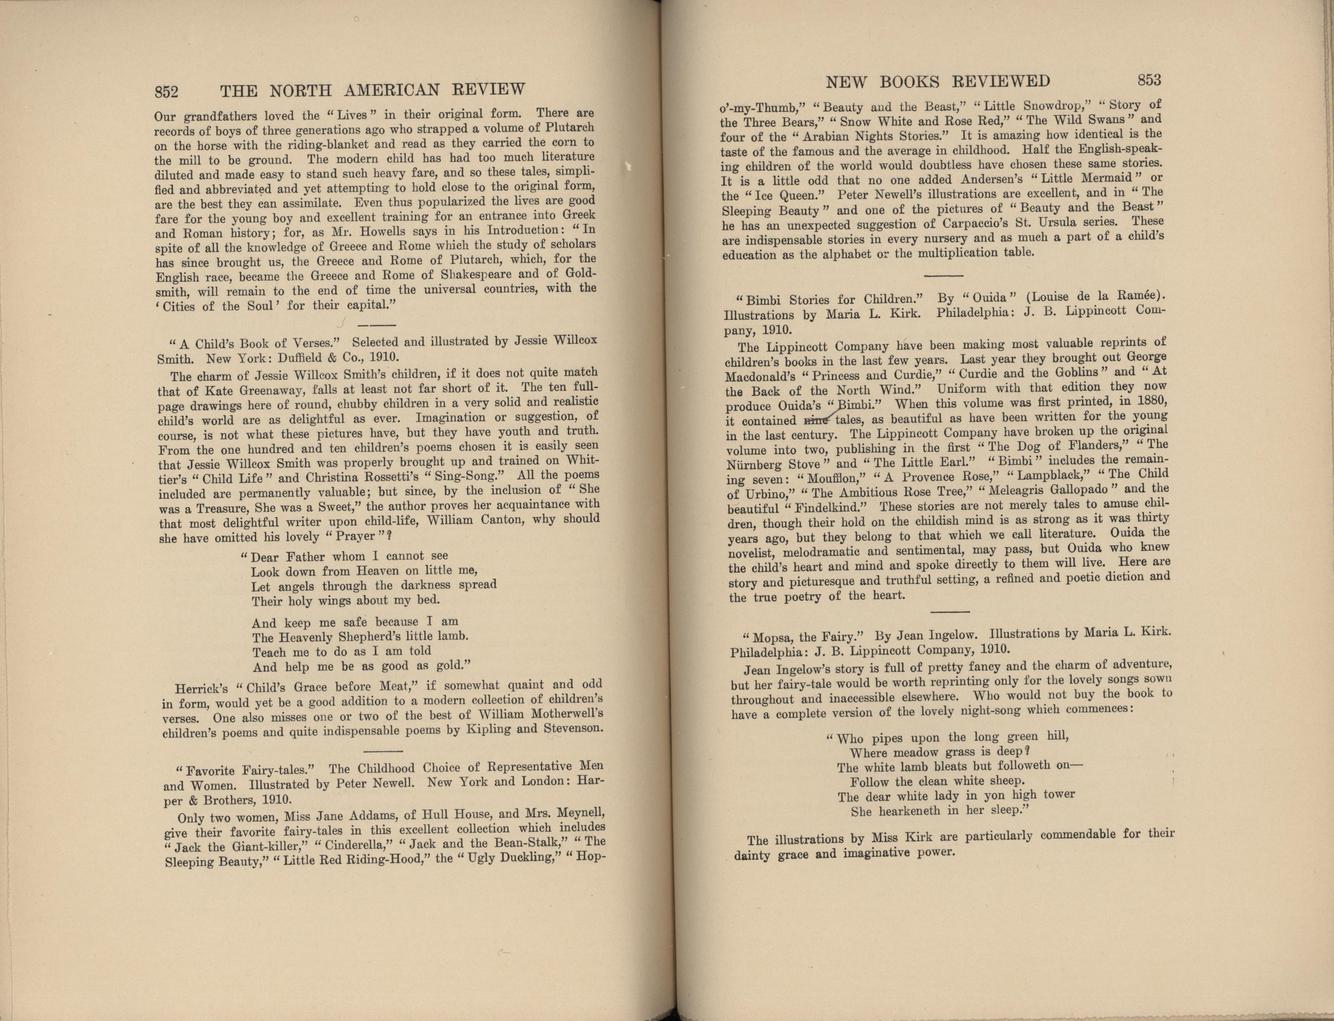 852 THE NORTH AMERICAN REVIEW
Our grandfathers loved the “Lives” in their original form. There are
records of boys of three generations ago who strapped a volume of Plutarch
on the horse with the riding-blanket and read as they carried the corn to
the mill to be ground. The modern child has had too much literature
diluted and made easy to stand such heavy fare, and so these tales, simpli-
fied and abbreviated and yet attempting to hold close to the original form,
are the best they can assimilate. Even thus popularized the lives are good
fare for the young boy and excellent training for an entrance into Greek
and Roman history; for, as Mr. Howells says in his Introduction: “In
spite of all the knowledge of Greece and Rome which the study of scholars
has since brought us, the Greece and Rome of Plutarch, which, for the
English race, became the Greece and Rome of Shakespeare and of Gold-
smith, will remain to the end of time the universal countries, with the
‘Cities of the Soul’ for their capital.”
“A Child's Book of Verses.” Selected and illustrated by Jessie Willcox
Smith. New York: Duffield & Co., 1910.
The charm of Jessie Willcox Smith's children, if it does not quite match
that of Kate Greenaway, falls at least not far short of it. The ten full-
page drawings here of round, chubby children in a very solid and realistic
child's world are as delightful as ever. Imagination or suggestion, of
course, is not what these pictures have, but they have youth and truth.
From the one hundred and ten children's poems chosen it is easily seen
that Jessie Willcox Smith was properly brought up and trained on Whit-
tier's “Child Life” and Christina Rossetti's “Sing-Song.” All the poems
included are permanently valuable; but since, by the inclusion of “She
was a Treasure, She was a Sweet,” the author proves her acquaintance with
that most delightful writer upon child-life, William Canton, why should
she have omitted his lovely “Prayer”?
“Dear Father whom I cannot see
Look down from Heaven on little me,
Let angels through the darkness spread
Their holy wings about my bed.
And keep me safe because I am
The Heavenly Shepherd's little lamb.
Teach me to do as I am told
And help me be as good as gold.”
Herrick's “Child's Grace before Meat,” if somewhat quaint and odd
in form, would yet be a good addition to a modern collection of children's
verses. One also misses one or two of the best of William Motherwell's
children's poems and quite indispensable poems by Kipling and Stevenson.
“Favorite Fairy-tales.” The Childhood Choice of Representative Men
and Women. Illustrated by Peter Newell. New York and London: Har-
per & Brothers, 1910.
Only two women, Miss Jane Addams, of Hull House, and Mrs. Meynell,
give their favorite fairy-tales in this excellent collection which includes
“Jack the Giant-killer,” “Cinderella,” “Jack and the Bean-Stalk,” “The
Sleeping Beauty,” “Little Red Riding-Hood,” the “Ugly Duckling,” “Hop-
NEW BOOKS REVIEWED 853
o'-my-Thumb,” “Beauty and the Beast,” “Little Snowdrop,” “Story of
the Three Bears,” “Snow White and Rose Red,” “The Wild Swans” and
four of the “Arabian Nights Stories.” It is amazing how identical is the
taste of the famous and the average in childhood. Half the English-speak-
ing children of the world would doubtless have chosen these same stories.
It is a little odd that no one added Andersen's “Little Mermaid” or
the “Ice Queen.” Peter Newell's illustrations are excellent, and in “The
Sleeping Beauty” and one of the pictures of “Beauty and the Beast”
he has an unexpected suggestion of Carpaccio's St. Ursula series. These
are indispensable stories in every nursery and as much a part of a child's
education as the alphabet or the multiplication table.
“Bimbi Stories for Children.” By “Ouida” (Louise de la Ramée).
Illustrations by Maria L. Kirk. Philadelphia: J. B. Lippincott Com-
pany, 1910.
The Lippincott Company have been making most valuable reprints of
children's books in the last few years. Last year they brought out George
Macdonald's “Princess and Curdie,” “Curdie and the Goblins” and “At
the Back of the North Wind.” Uniform with that edition they now
produce Ouida's “Bimbi.” When this volume was first printed, in 1880,
it contained nine tales, as beautiful as have been written for the young
in the last century. The Lippincott Company have broken up the original
volume into two, publishing in the first “The Dog of Flanders,” “The
Nürnberg Stove” and “The Little Earl.” “Bimbi” includes the remain-
ing seven: “Moufflon,” “A Provence Rose,” “Lampblack,” “The Child
of Urbino,” “The Ambitious Rose Tree,” “Meleagris Gallopado” and the
beautiful “Findelkind.” These stories are not merely tales to amuse chil-
dren, though their hold on the childish mind is as strong as it was thirty
years ago, but they belong to that which we call literature. Ouida the
novelist, melodramatic and sentimental, may pass, but Ouida who knew
the child's heart and mind and spoke directly to them will live. Here are
story and picturesque and truthful setting, a refined and poetic diction and
the true poetry of the heart.
“Mopsa, the Fairy.” By Jean Ingelow. Illustrations by Maria L. Kirk.
Philadelphia: J. B. Lippincott Company, 1910.
Jean Ingelow's story is full of pretty fancy and the charm of adventure,
but her fairy-tale would be worth reprinting only for the lovely songs sown
throughout and inaccessible elsewhere. Who would not buy the book to
have a complete version of the lovely night-song which commences:
“Who pipes upon the long green hill,
Where meadow grass is deep?
The white lamb bleats but followeth on—
Follow the clean white sheep.
The dear white lady in yon high tower
She hearkeneth in her sleep.”
The illustrations by Miss Kirk are particularly commendable for their
dainty grace and imaginative power.